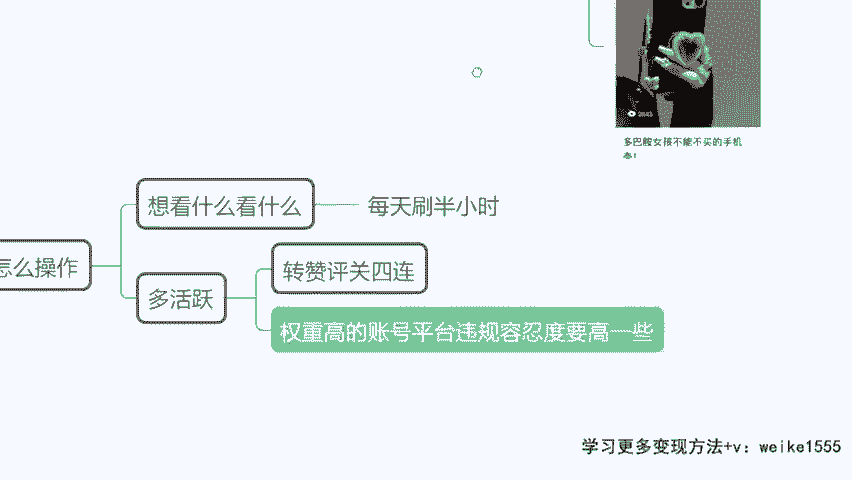 多巴胺女孩不能不买的手机
壳!
想看什么看什么
每天刷半小时
怎么操作
转赞评关四连
多活跃
权重高的账号平台违规容忍度要高一些
学习更多变现方法+v：weike1555